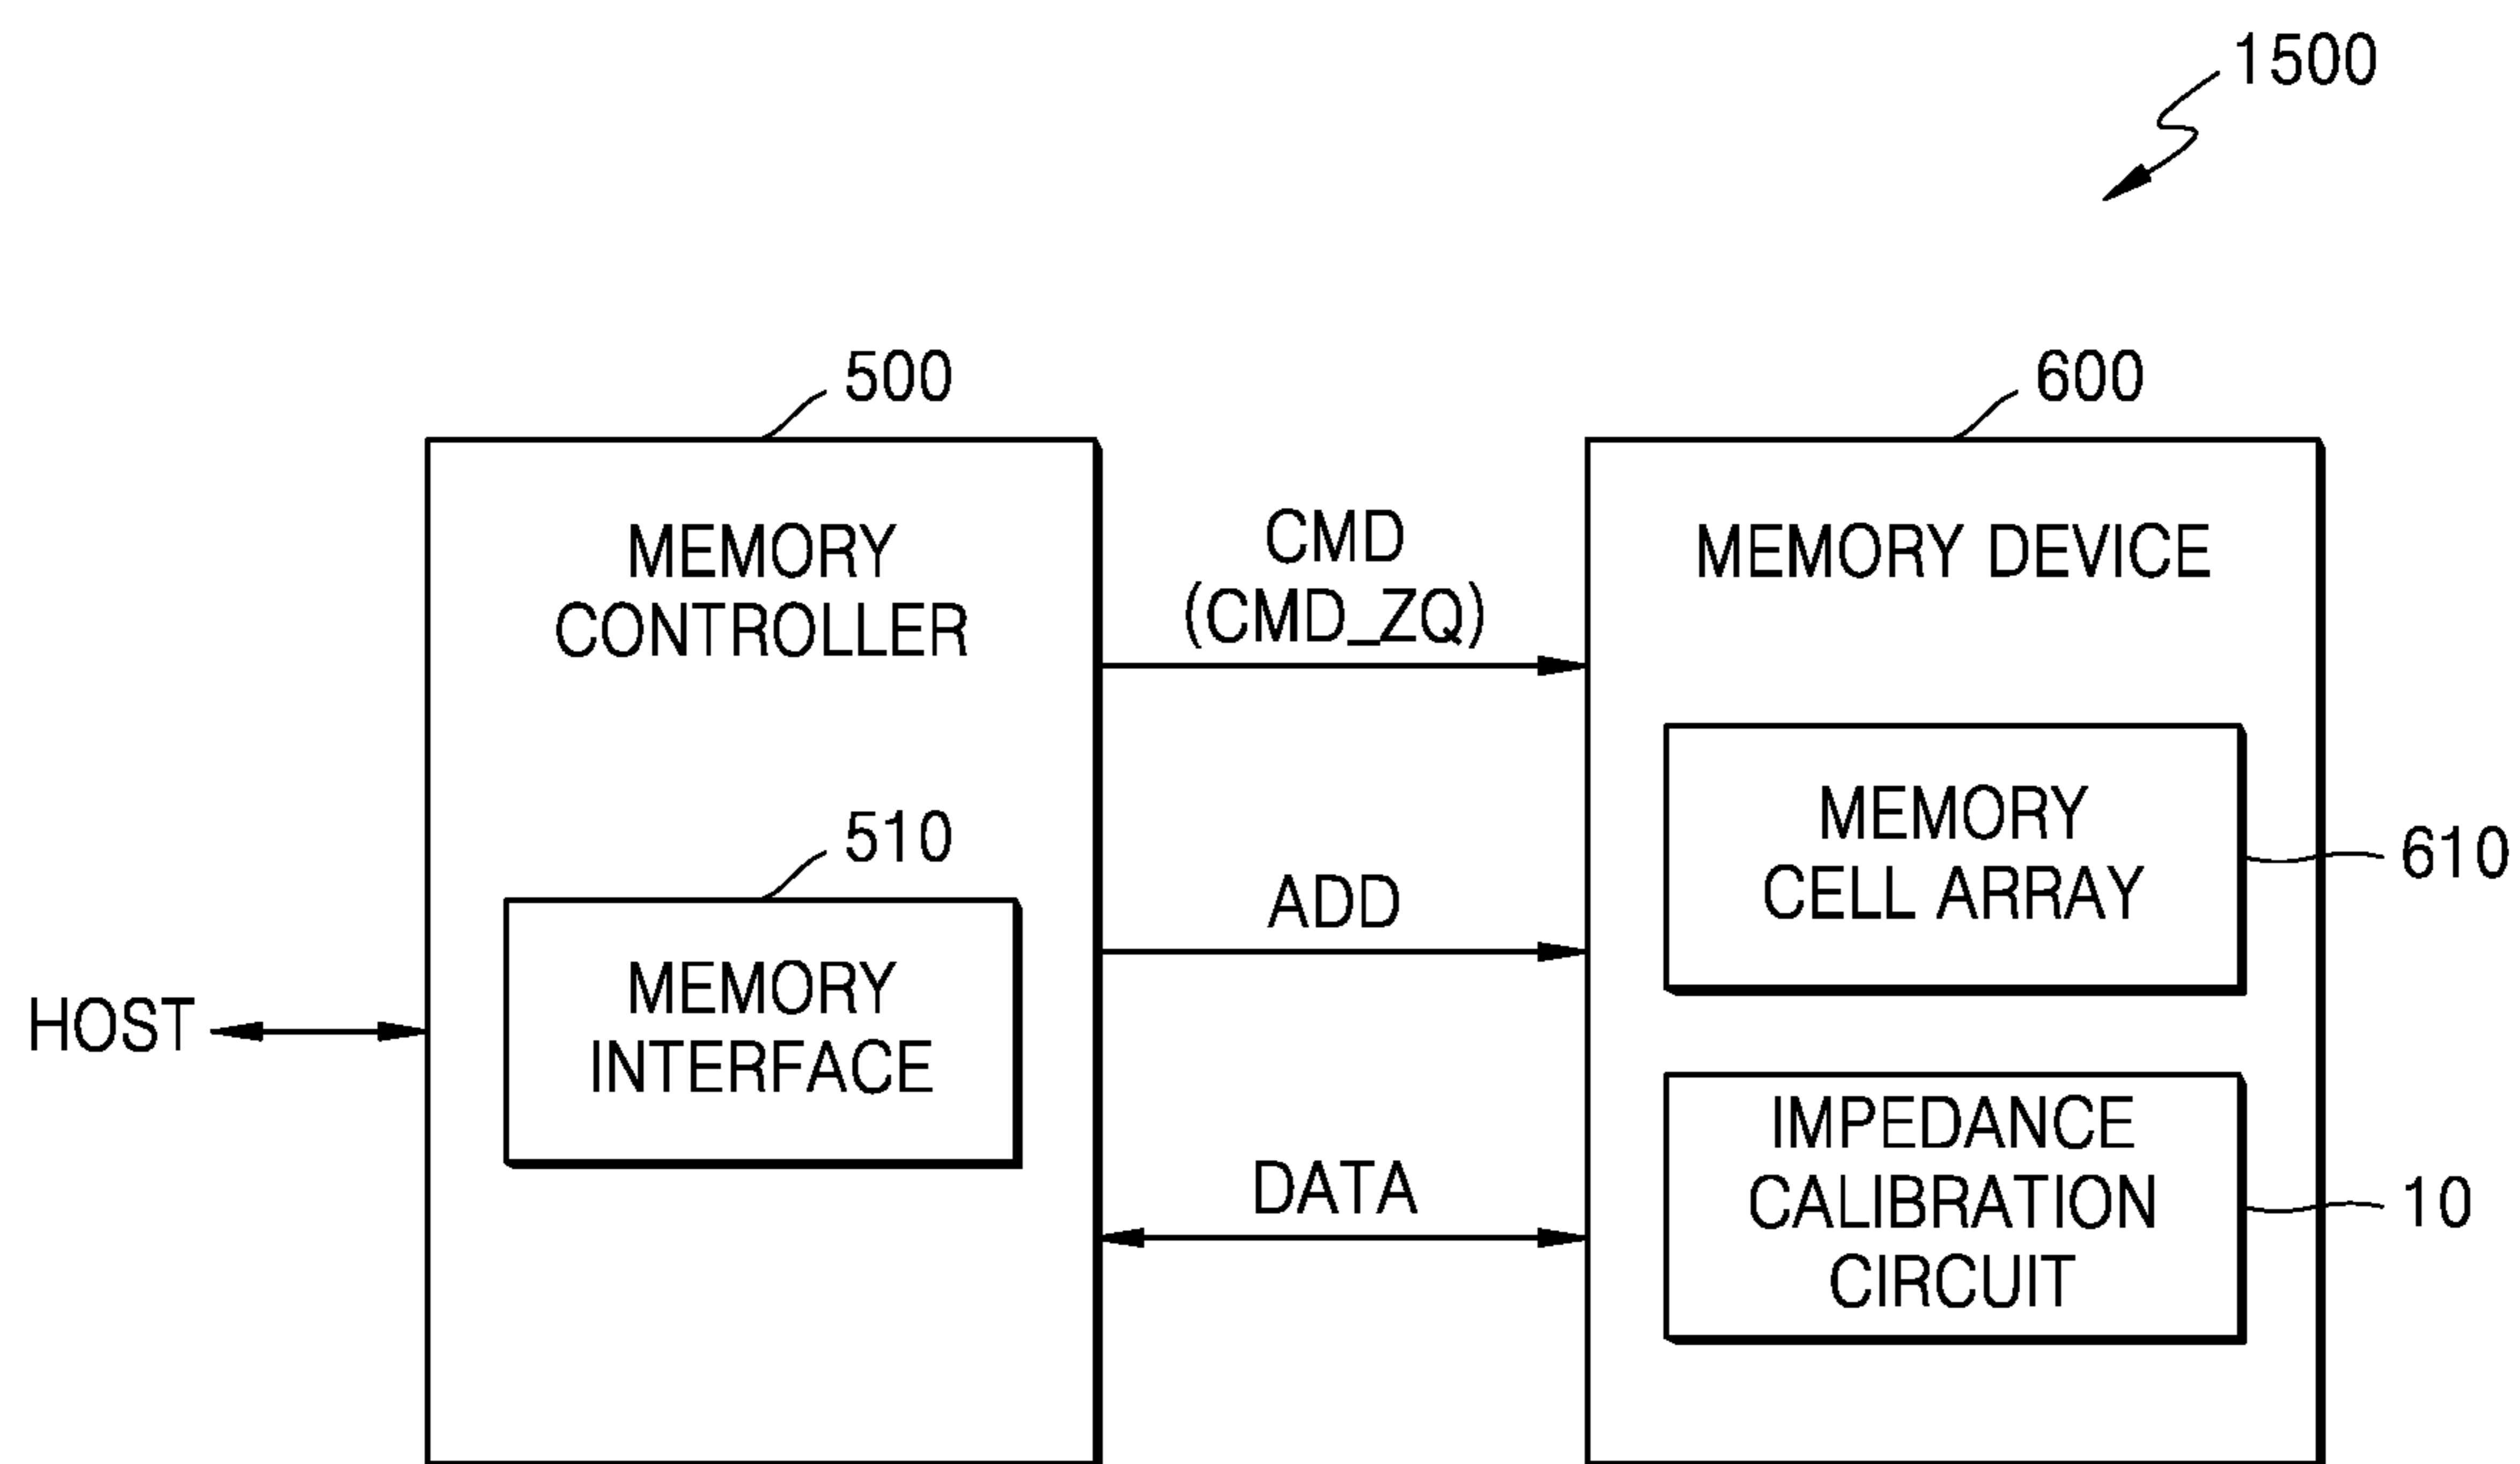 1500
500
600
MEMORY
CONTROLLER
CMD
(CMD_ZQ)
MEMORY DEVICE
510
MEMORY
CELL ARRAY
610
ADD
HOST
MEMORY
INTERFACE
DATA
IMPEDANCE
CALIBRATION
CIRCUIT
10